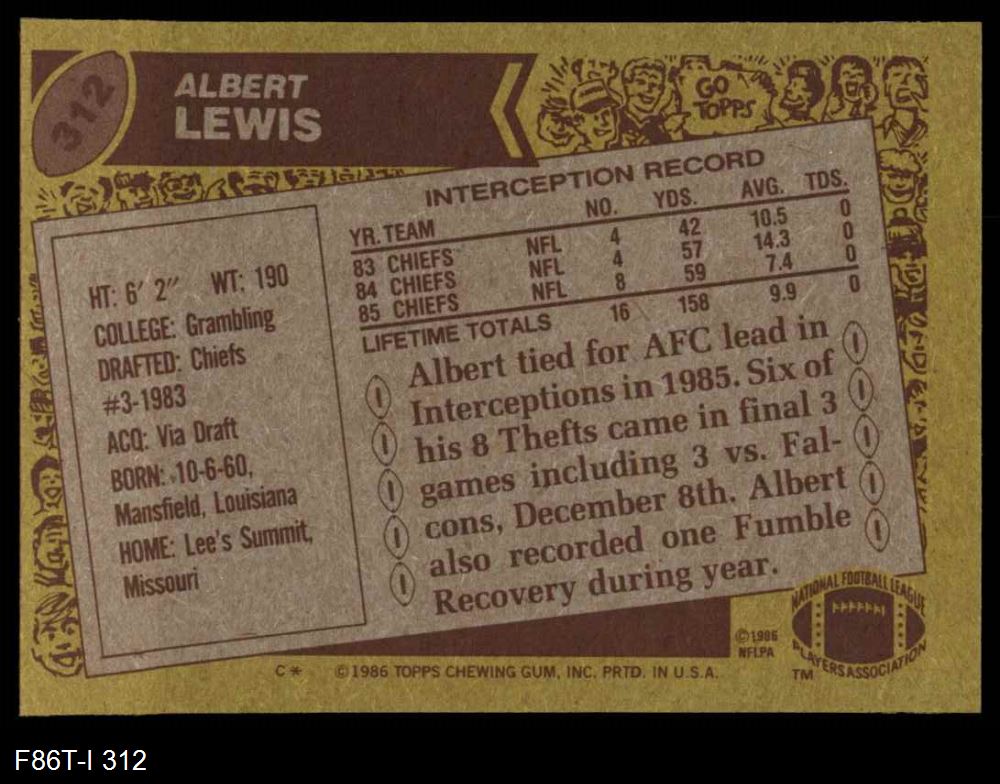 312
ALBERT
LEWIS
GO
TOPPS
INTERCEPTION RECORD
YR. TEAM NO. YDS. AVG. TDS.
83 CHIEFS NFL 4 42 10.5 0
84 CHIEFS NFL 4 57 14.3 0
85 CHIEFS NFL 8 59 7.4 0
LIFETIME TOTALS 16 158 9.9 0
HT: 6' 2" WT: 190
COLLEGE: Grambling
DRAFTED: Chiefs
#3-1983
ACQ: Via Draft
BORN: 10-6-60,
Mansfield, Louisiana
HOME: Lee's Summit,
Missouri
Albert tied for AFC lead in
Interceptions in 1985. Six of
his 8 Thefts came in final 3
games including 3 vs. Fal-
cons, December 8th. Albert
also recorded one Fumble
Recovery during year.
©1986
NFLPA
NATIONAL FOOTBALL LEAGUE
PLAYERS ASSOCIATION
TM
C* ©1986 TOPPS CHEWING GUM, INC. PRTD. IN U.S.A.
F86T-I 312